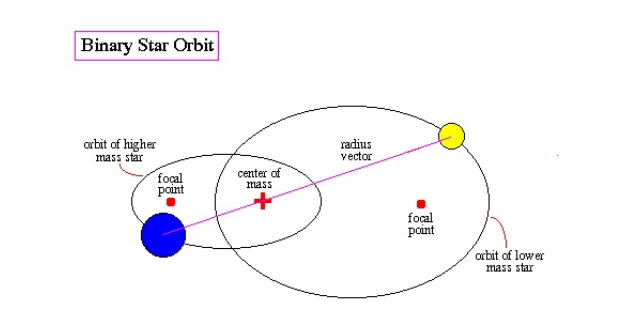 Binary Star Orbit
orbit of higher
mass star
focal
point
center of
mass
radius
vector
focal
point
orbit of lower
mass star